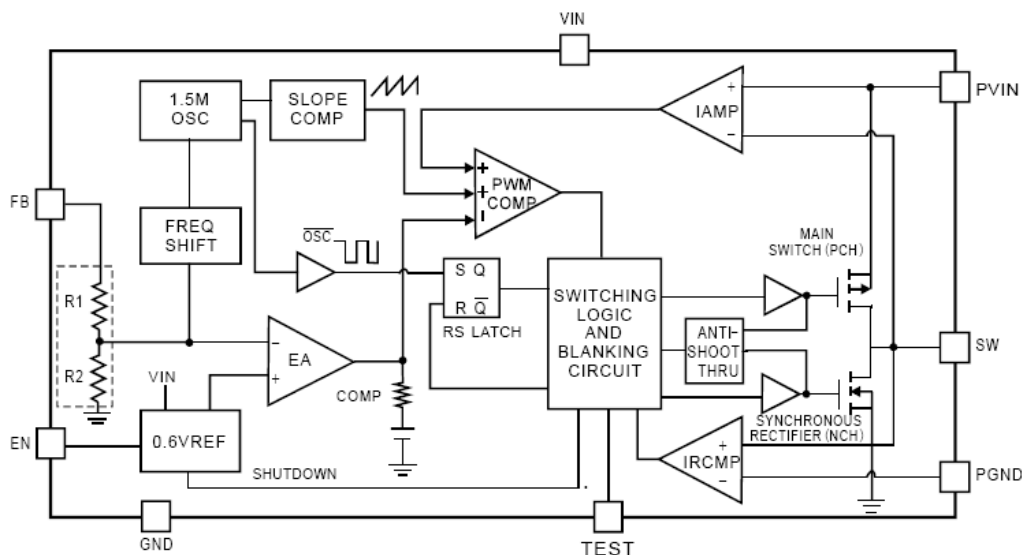 VIN
1.5M
OSC
SLOPE
COMP
IAMP
+
−
PVIN
FB
FREQ
SHIFT
+
+
-
PWM
COMP
OSC
MAIN
SWITCH (PCH)
S Q
R Q
RS LATCH
SWITCHING
LOGIC
AND
BLANKING
CIRCUIT
ANTI-
SHOOT
THRU
SW
R1
R2
−
+
EA
COMP
VIN
EN
0.6VREF
SHUTDOWN
SYNCHRONOUS
RECTIFIER (NCH)
+
−
IRCMP
PGND
GND
TEST